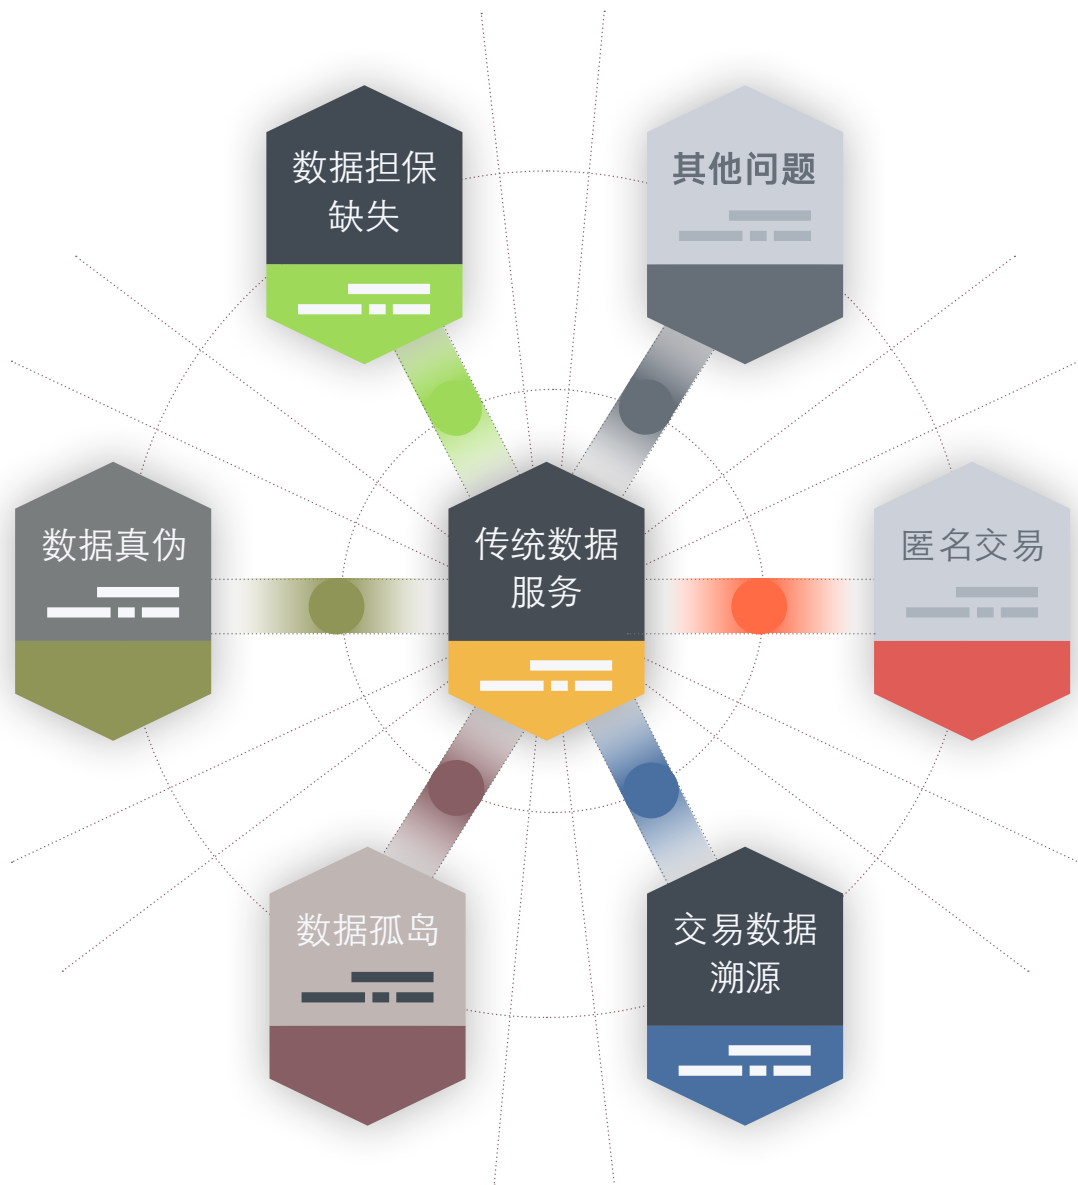 数据担保
缺失
其他问题
数据真伪
传统数据
服务
匿名交易
数据孤岛
交易数据
溯源